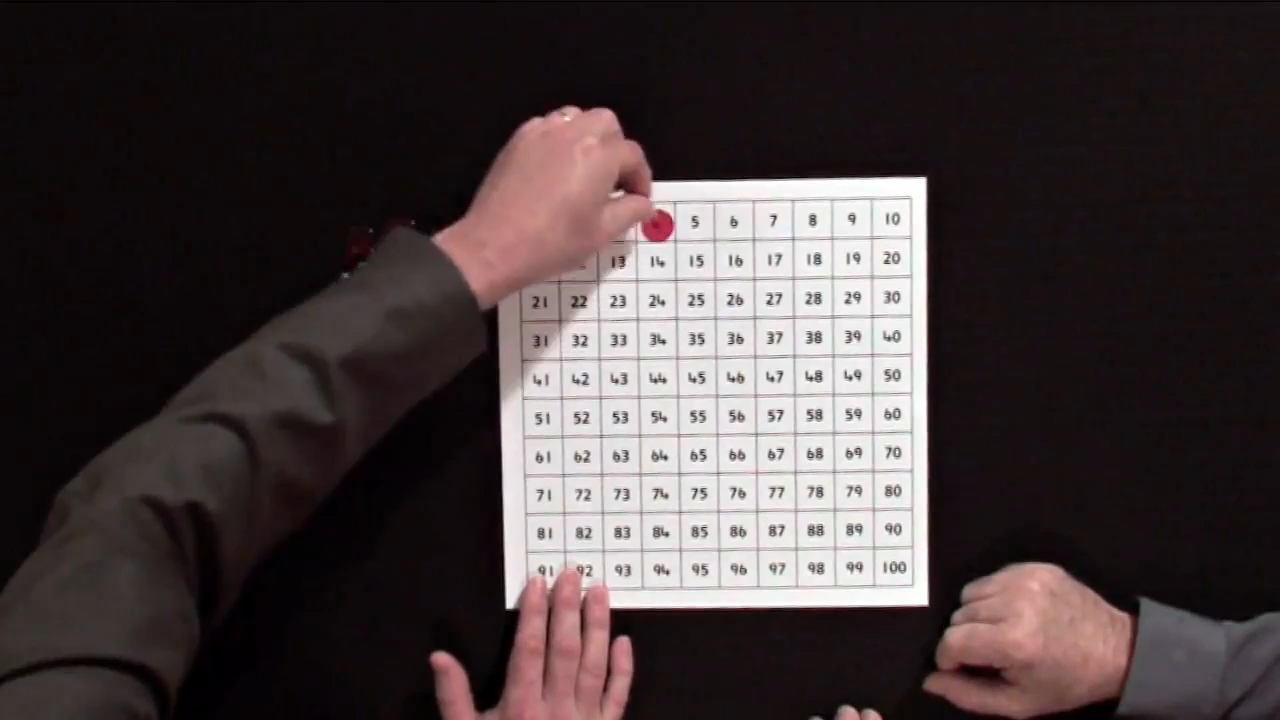 5 6 7 8 9 10
13 14 15 16 17 18 19 20
21 22 23 24 25 26 27 28 29 30
31 32 33 34 35 36 37 38 39 40
41 42 43 44 45 46 47 48 49 50
51 52 53 54 55 56 57 58 59 60
61 62 63 64 65 66 67 68 69 70
71 72 73 74 75 76 77 78 79 80
81 82 83 84 85 86 87 88 89 90
91 92 93 94 95 96 97 98 99 100